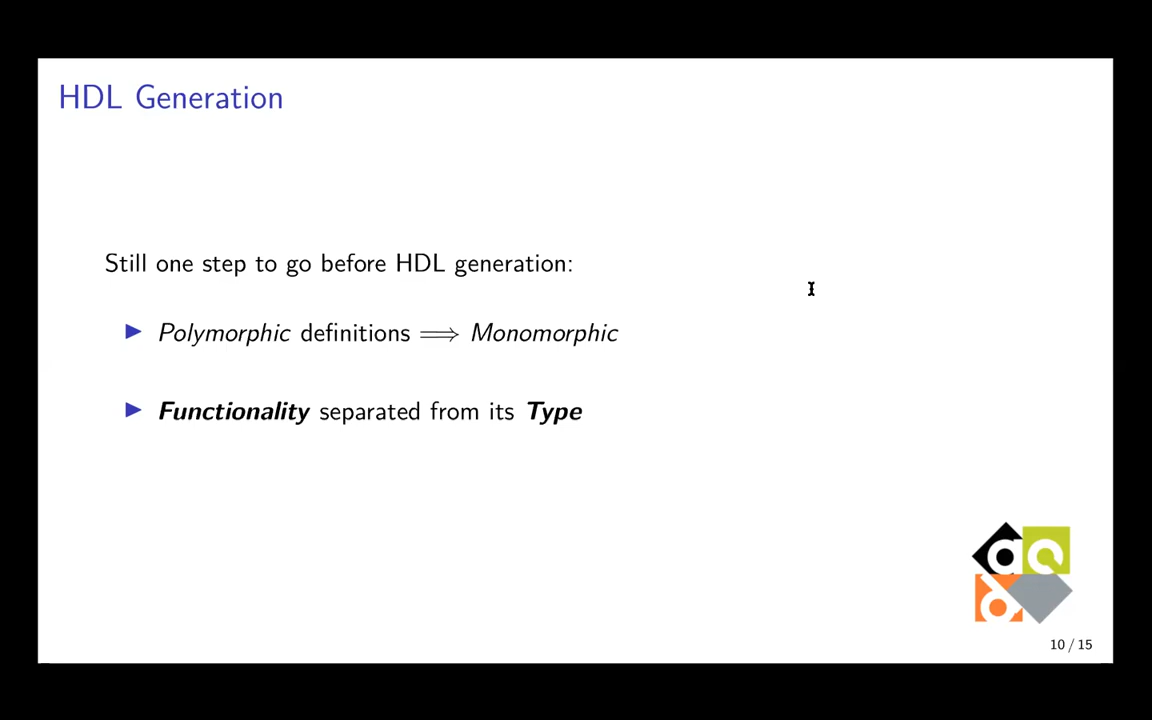 HDL Generation
Still one step to go before HDL generation:
Polymorphic definitions ⟹ Monomorphic
Functionality separated from its Type
10 / 15